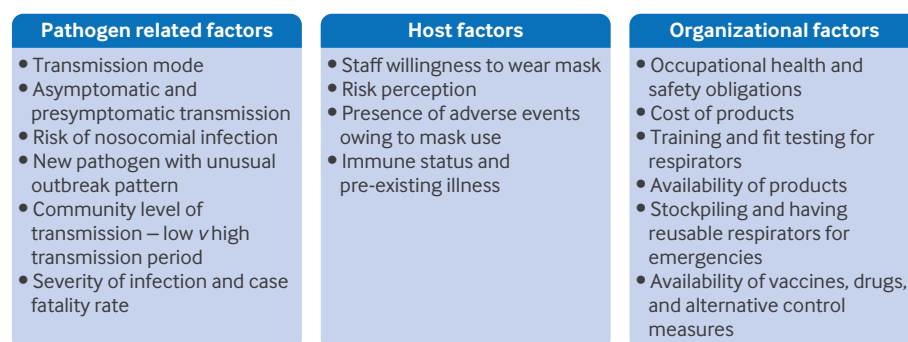 Pathogen related factors
• Transmission mode
• Asymptomatic and
presymptomatic transmission
• Risk of nosocomial infection
• New pathogen with unusual
outbreak pattern
• Community level of
transmission – low v high
transmission period
• Severity of infection and case
fatality rate
Host factors
• Staff willingness to wear mask
• Risk perception
• Presence of adverse events
owing to mask use
• Immune status and
pre-existing illness
Organizational factors
• Occupational health and
safety obligations
• Cost of products
• Training and fit testing for
respirators
• Availability of products
• Stockpiling and having
reusable respirators for
emergencies
• Availability of vaccines, drugs,
and alternative control
measures